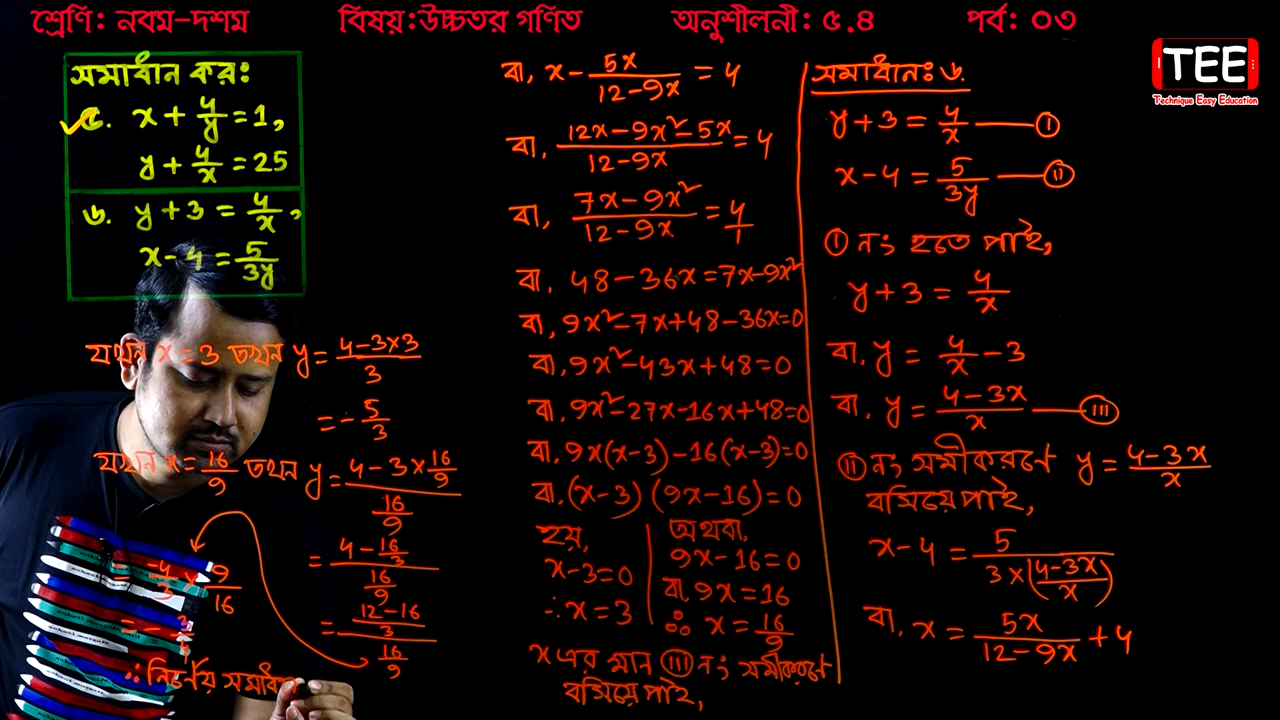 শ্রেণি: নবম-দশম বিষয়:উচ্চতর গণিত অনুশীলনী: ৫.৪ পর্ব: ০৩
TEE
Technique Easy Education
সমাধান কর:
৫. x + 4/y = 1,
y + 4/x = 25
৬. y + 3 = 4/x,
x - 4 = 5/3y
সমাধানঃ ৬.
y + 3 = 4/x — I
x - 4 = 5/3y — II
I নং হতে পাই,
y + 3 = 4/x
বা, y = 4/x - 3
বা, y = (4-3x)/x — III
II নং সমীকরণে y = (4-3x)/x
বসিয়ে পাই,
x - 4 = 5/(3×((4-3x)/x))
বা, x = 5x/(12-9x) + 4
বা, x - 5x/(12-9x) = 4
বা, (12x-9x²-5x)/(12-9x) = 4
বা, (7x-9x²)/(12-9x) = 4/1
বা, 48-36x = 7x-9x²
বা, 9x²-7x+48-36x=0
বা, 9x²-43x+48=0
বা, 9x²-27x-16x+48=0
বা, 9x(x-3)-16(x-3)=0
বা, (x-3) (9x-16)=0
হয়,
x-3=0
∴ x = 3
অথবা,
9x-16=0
বা 9x=16
∴ x = 16/9
x এর মান III নং সমীকরণে
বসিয়ে পাই,
যখন x = 3 তখন y = (4-3×3)/3
= -5/3
যখন x = 16/9 তখন y = (4-3×16/9)/(16/9)
= (4-16/3)/(16/9)
= ((12-16)/3)/(16/9)
= -4/3 × 9/16
= -3/4
∴ নির্ণেয় সমাধান